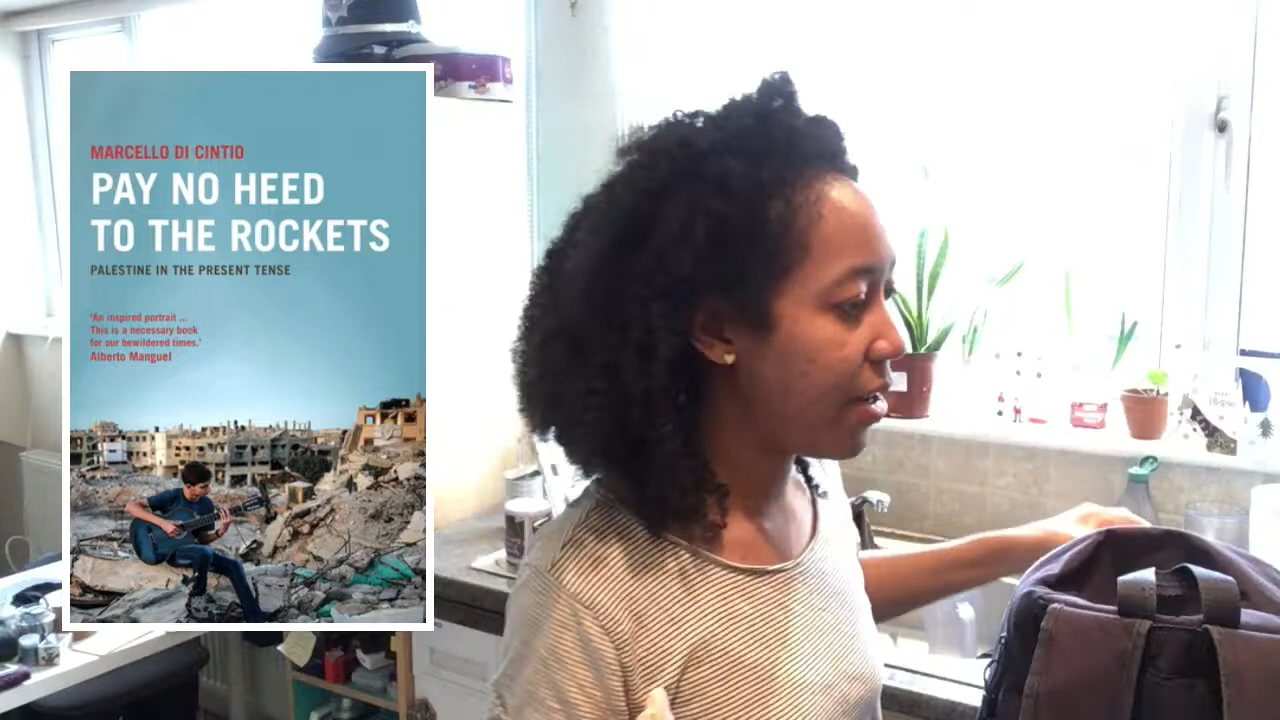 MARCELLO DI CINTIO
PAY NO HEED
TO THE ROCKETS
PALESTINE IN THE PRESENT TENSE
'An inspired portrait ...
This is a necessary book
for our bewildered times.'
Alberto Manguel